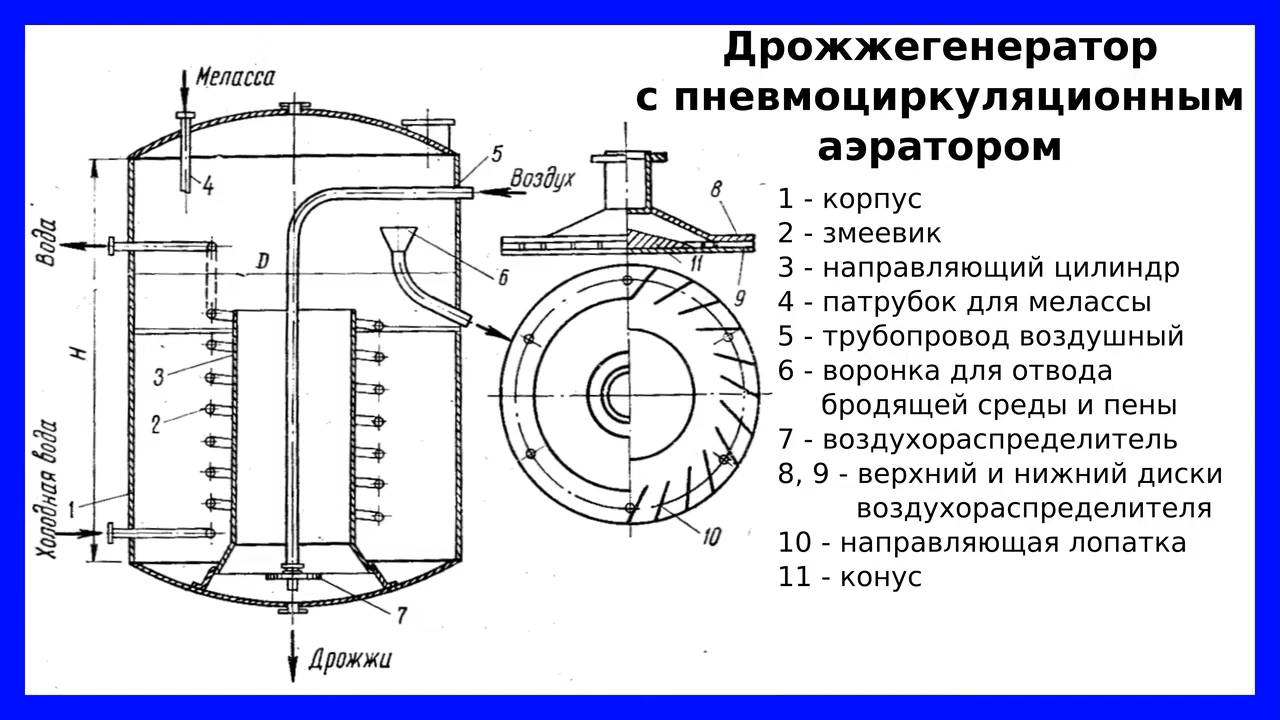 Дрожжегенератор
с пневмоциркуляционным
аэратором
Меласса
4
5
Воздух
Вода
D
6
H
3
2
Холодная вода
1
7
Дрожжи
8
11
9
10
1 - корпус
2 - змеевик
3 - направляющий цилиндр
4 - патрубок для мелассы
5 - трубопровод воздушный
6 - воронка для отвода
бродящей среды и пены
7 - воздухораспределитель
8, 9 - верхний и нижний диски
воздухораспределителя
10 - направляющая лопатка
11 - конус